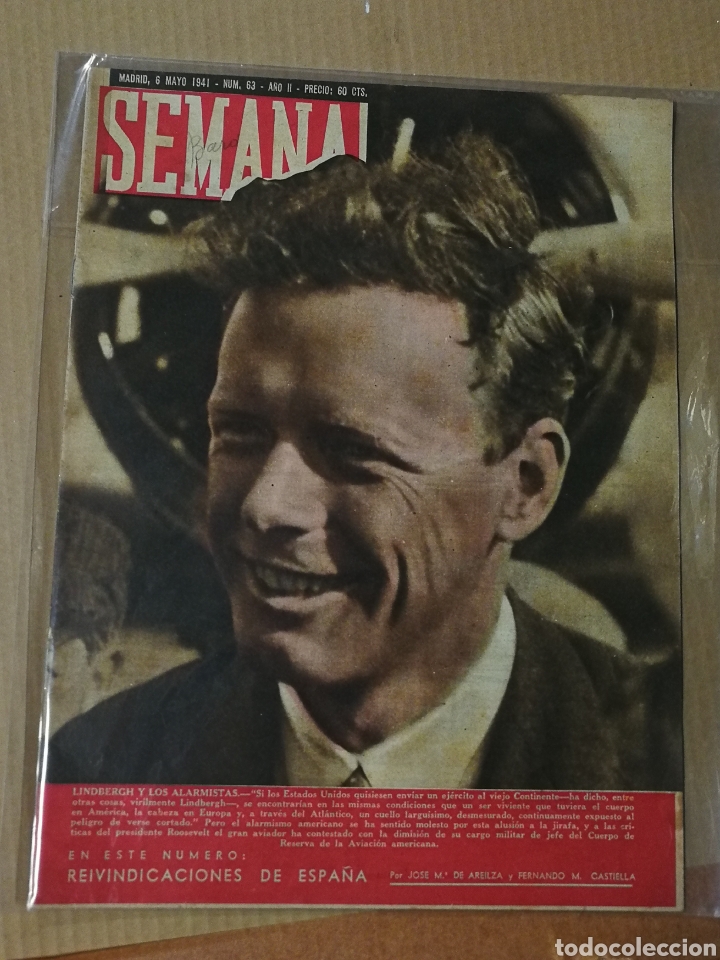 MADRID, 6 MAYO 1941 - NUM. 63 - AÑO II - PRECIO: 60 CTS.
SEMANA
LINDBERGH Y LOS ALARMISTAS.—"Si los Estados Unidos quisiesen enviar un ejército al viejo Continente—ha dicho, entre
otras cosas, virilmente Lindbergh—, se encontrarían en las mismas condiciones que un ser viviente que tuviera el cuerpo
en América, la cabeza en Europa y, a través del Atlántico, un cuello larguísimo, desmesurado, continuamente expuesto al
peligro de verse cortado." Pero el alarmismo americano se ha sentido molesto por esta alusión a la jirafa, y a las crí-
ticas del presidente Roosevelt el gran aviador ha contestado con la dimisión de su cargo militar de jefe del Cuerpo de
Reserva de la Aviación americana.
EN ESTE NUMERO:
REIVINDICACIONES DE ESPAÑA Por JOSE M.ª DE AREILZA y FERNANDO M. CASTIELLA
todocoleccion